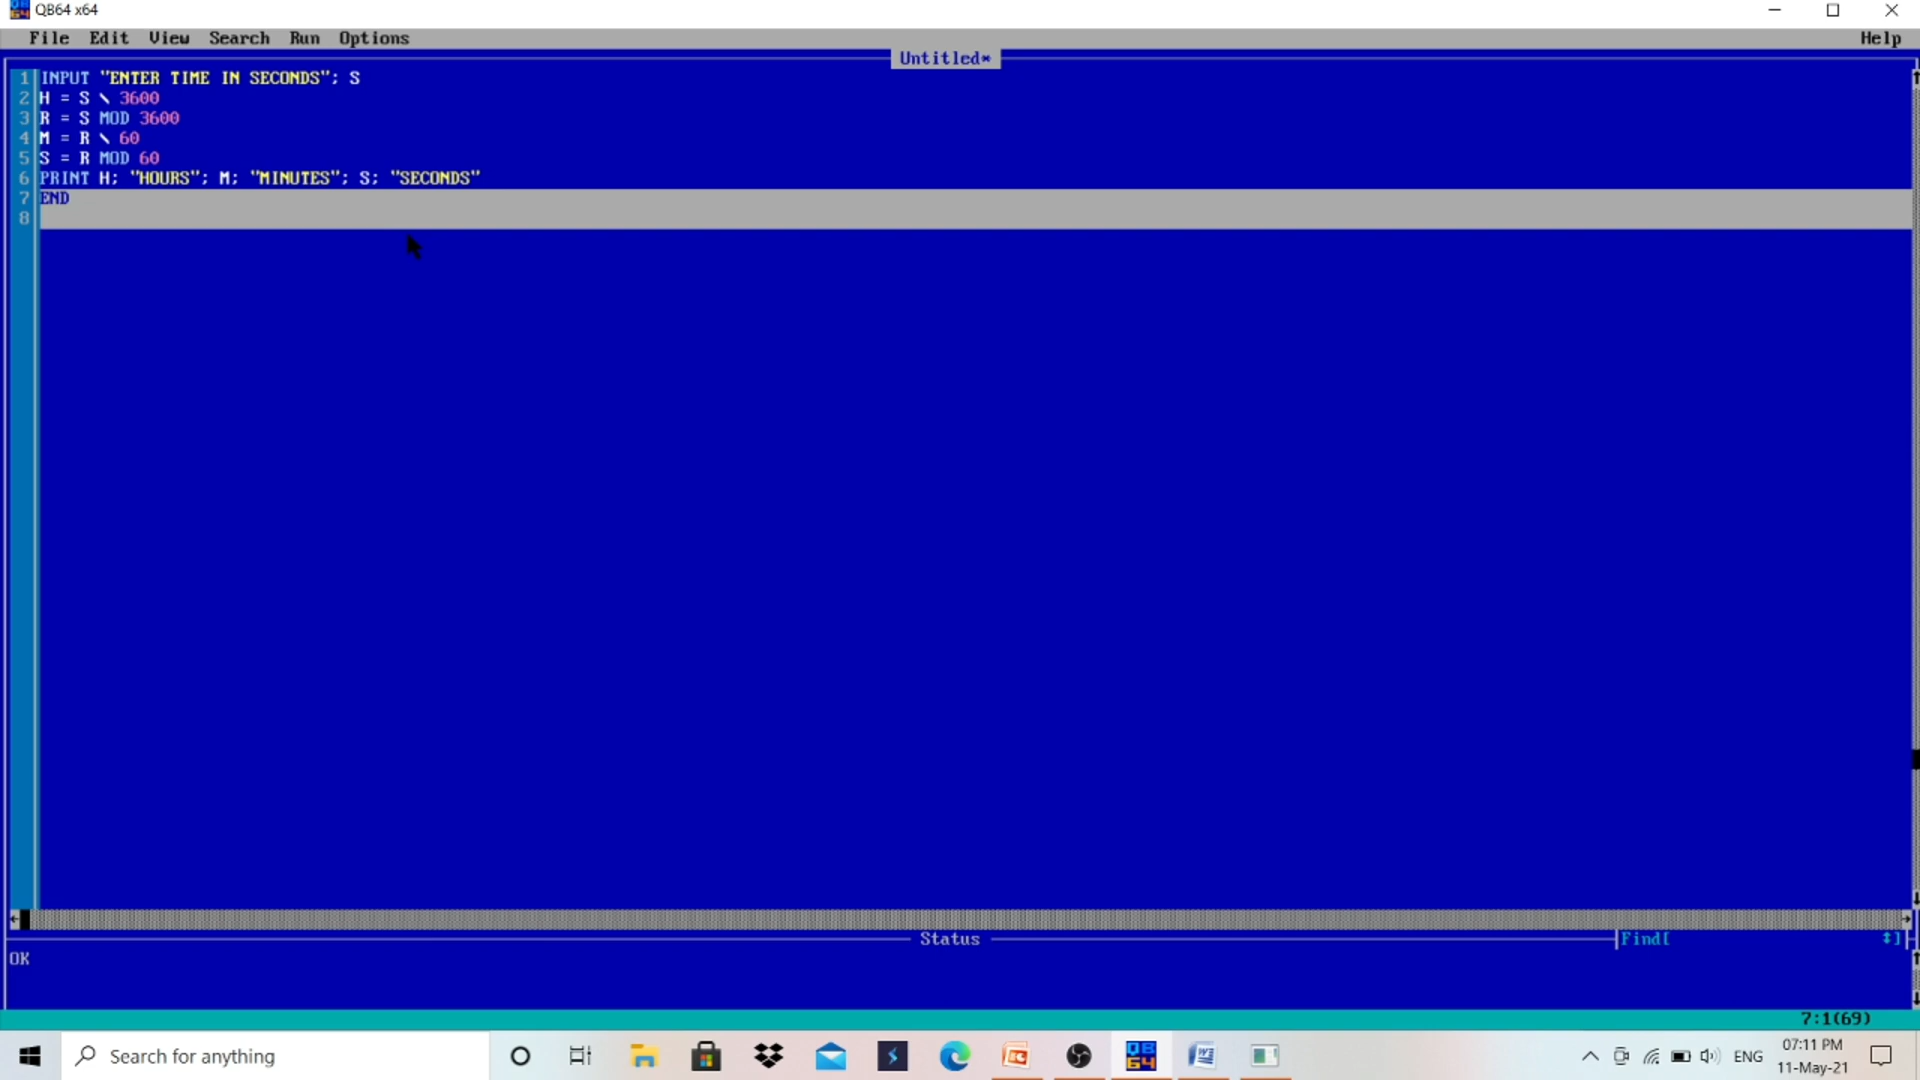 QB64 x64
File Edit View Search Run Options Help
Untitled*
1 INPUT "ENTER TIME IN SECONDS"; S
2 H = S \ 3600
3 R = S MOD 3600
4 M = R \ 60
5 S = R MOD 60
6 PRINT H; "HOURS"; M; "MINUTES"; S; "SECONDS"
7 END
8
Status
Find[ ]
OK
7:1(69)
Search for anything
ENG
07:11 PM
11-May-21